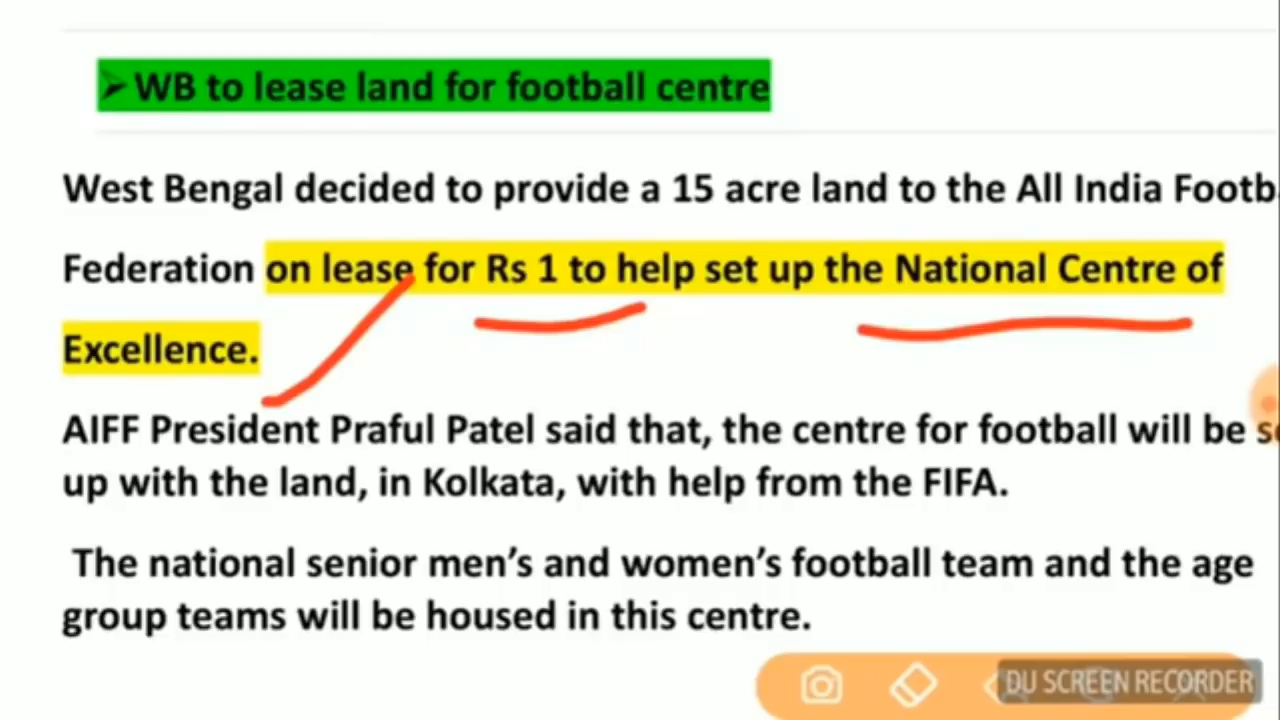 ➤WB to lease land for football centre
West Bengal decided to provide a 15 acre land to the All India Footb
Federation on lease for Rs 1 to help set up the National Centre of
Excellence.
AIFF President Praful Patel said that, the centre for football will be
up with the land, in Kolkata, with help from the FIFA.
The national senior men’s and women’s football team and the age
group teams will be housed in this centre.
DU SCREEN RECORDER